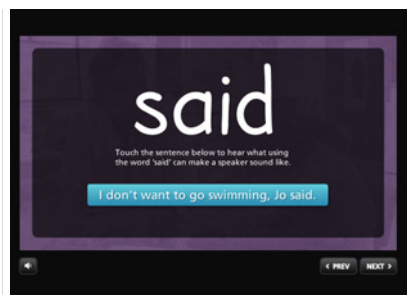 said
Touch the sentence below to hear what using
the word 'said' can make a speaker sound like.
I don't want to go swimming, Jo said.
< PREV NEXT >